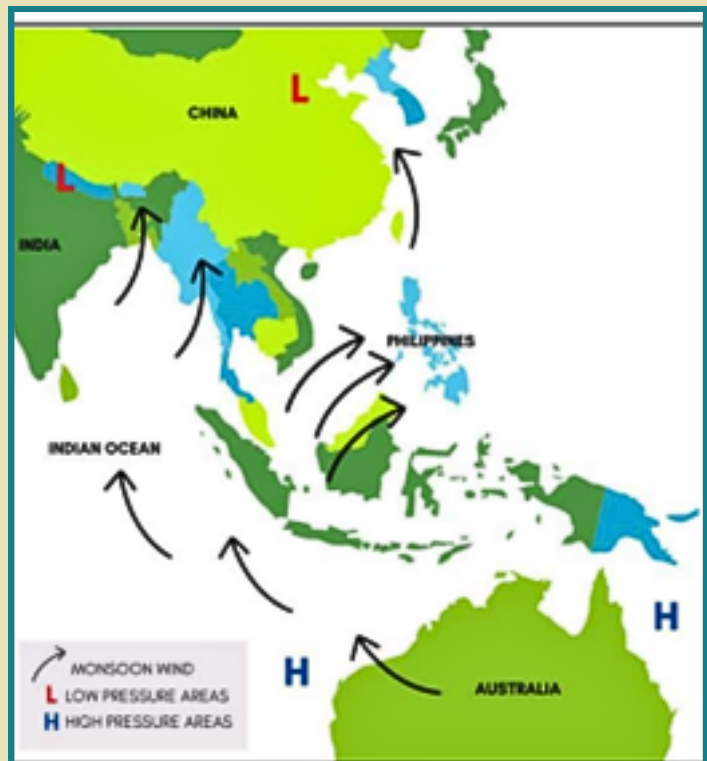 L
CHINA
L
INDIA
PHILIPPINES
INDIAN OCEAN
H
H
AUSTRALIA
MONSOON WIND
L LOW PRESSURE AREAS
H HIGH PRESSURE AREAS